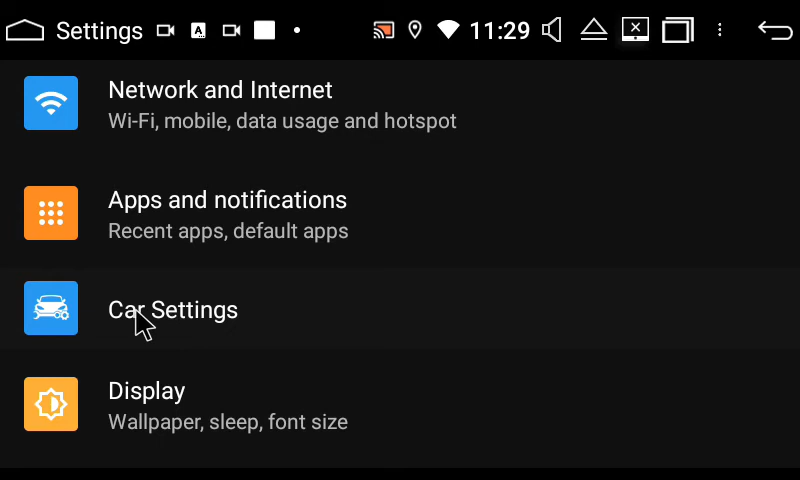 Settings
A
11:29
Network and Internet
Wi-Fi, mobile, data usage and hotspot
Apps and notifications
Recent apps, default apps
Car Settings
Display
Wallpaper, sleep, font size